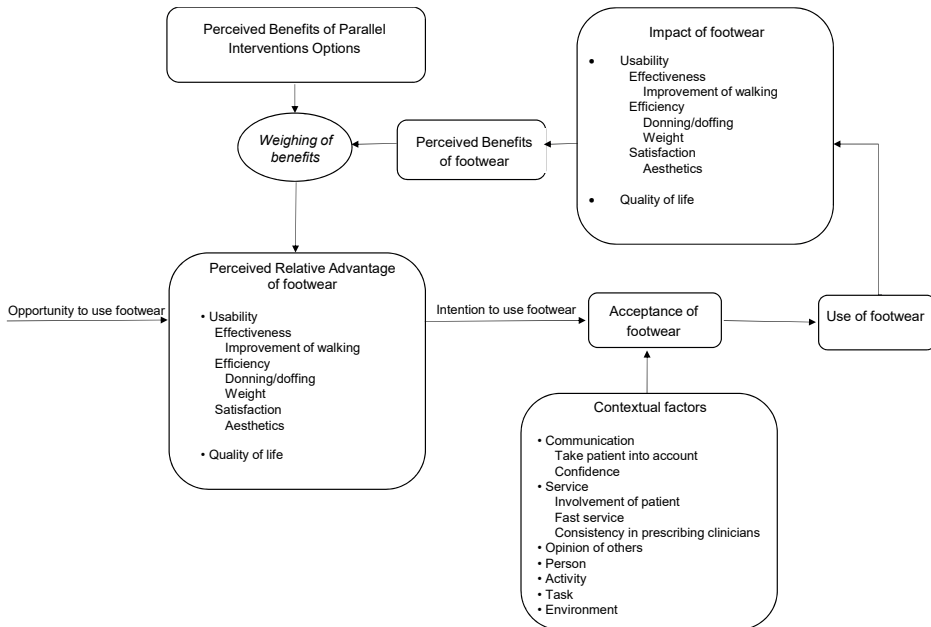 Perceived Benefits of Parallel
Interventions Options
Impact of footwear
• Usability
Effectiveness
Improvement of walking
Efficiency
Donning/doffing
Weight
Satisfaction
Aesthetics
• Quality of life
Weighing of
benefits
Perceived Benefits
of footwear
Perceived Relative Advantage
of footwear
• Usability
Effectiveness
Improvement of walking
Efficiency
Donning/doffing
Weight
Satisfaction
Aesthetics
• Quality of life
Opportunity to use footwear
Intention to use footwear
Acceptance of
footwear
Use of footwear
Contextual factors
• Communication
Take patient into account
Confidence
• Service
Involvement of patient
Fast service
Consistency in prescribing clinicians
• Opinion of others
• Person
• Activity
• Task
• Environment